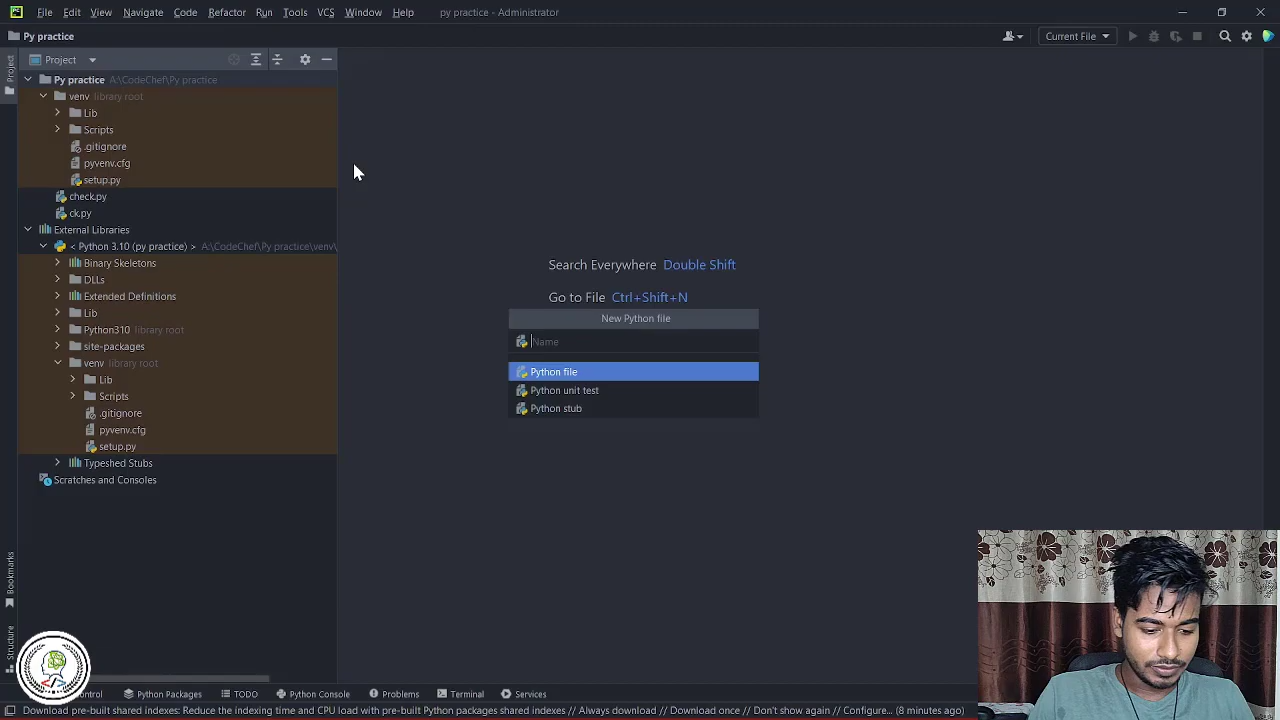 File Edit View Navigate Code Refactor Run Tools VCS Window Help py practice - Administrator
Py practice
Current File
Project
Project
Py practice A:\CodeChef\Py practice
venv library root
Lib
Scripts
.gitignore
pyvenv.cfg
setup.py
check.py
ck.py
External Libraries
< Python 3.10 (py practice) > A:\CodeChef\Py practice\venv\
Binary Skeletons
DLLs
Extended Definitions
Lib
Python310 library root
site-packages
venv library root
Lib
Scripts
.gitignore
pyvenv.cfg
setup.py
Typeshed Stubs
Scratches and Consoles
Search Everywhere Double Shift
Go to File Ctrl+Shift+N
New Python file
Name
Python file
Python unit test
Python stub
Bookmarks
Structure
Python Packages TODO Python Console Problems Terminal Services
Download pre-built shared indexes: Reduce the indexing time and CPU load with pre-built Python packages shared indexes // Always download // Download once // Don't show again // Configure... (8 minutes ago)